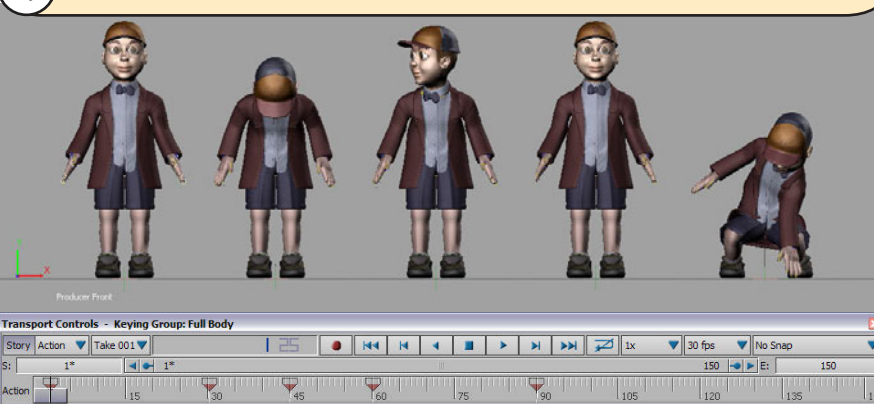 Y
X
Producer Front
Transport Controls - Keying Group: Full Body
Story Action Take 001 1x 30 fps No Snap
S: 1* 1* 150 E: 150
Action 15 30 45 60 75 90 105 120 135